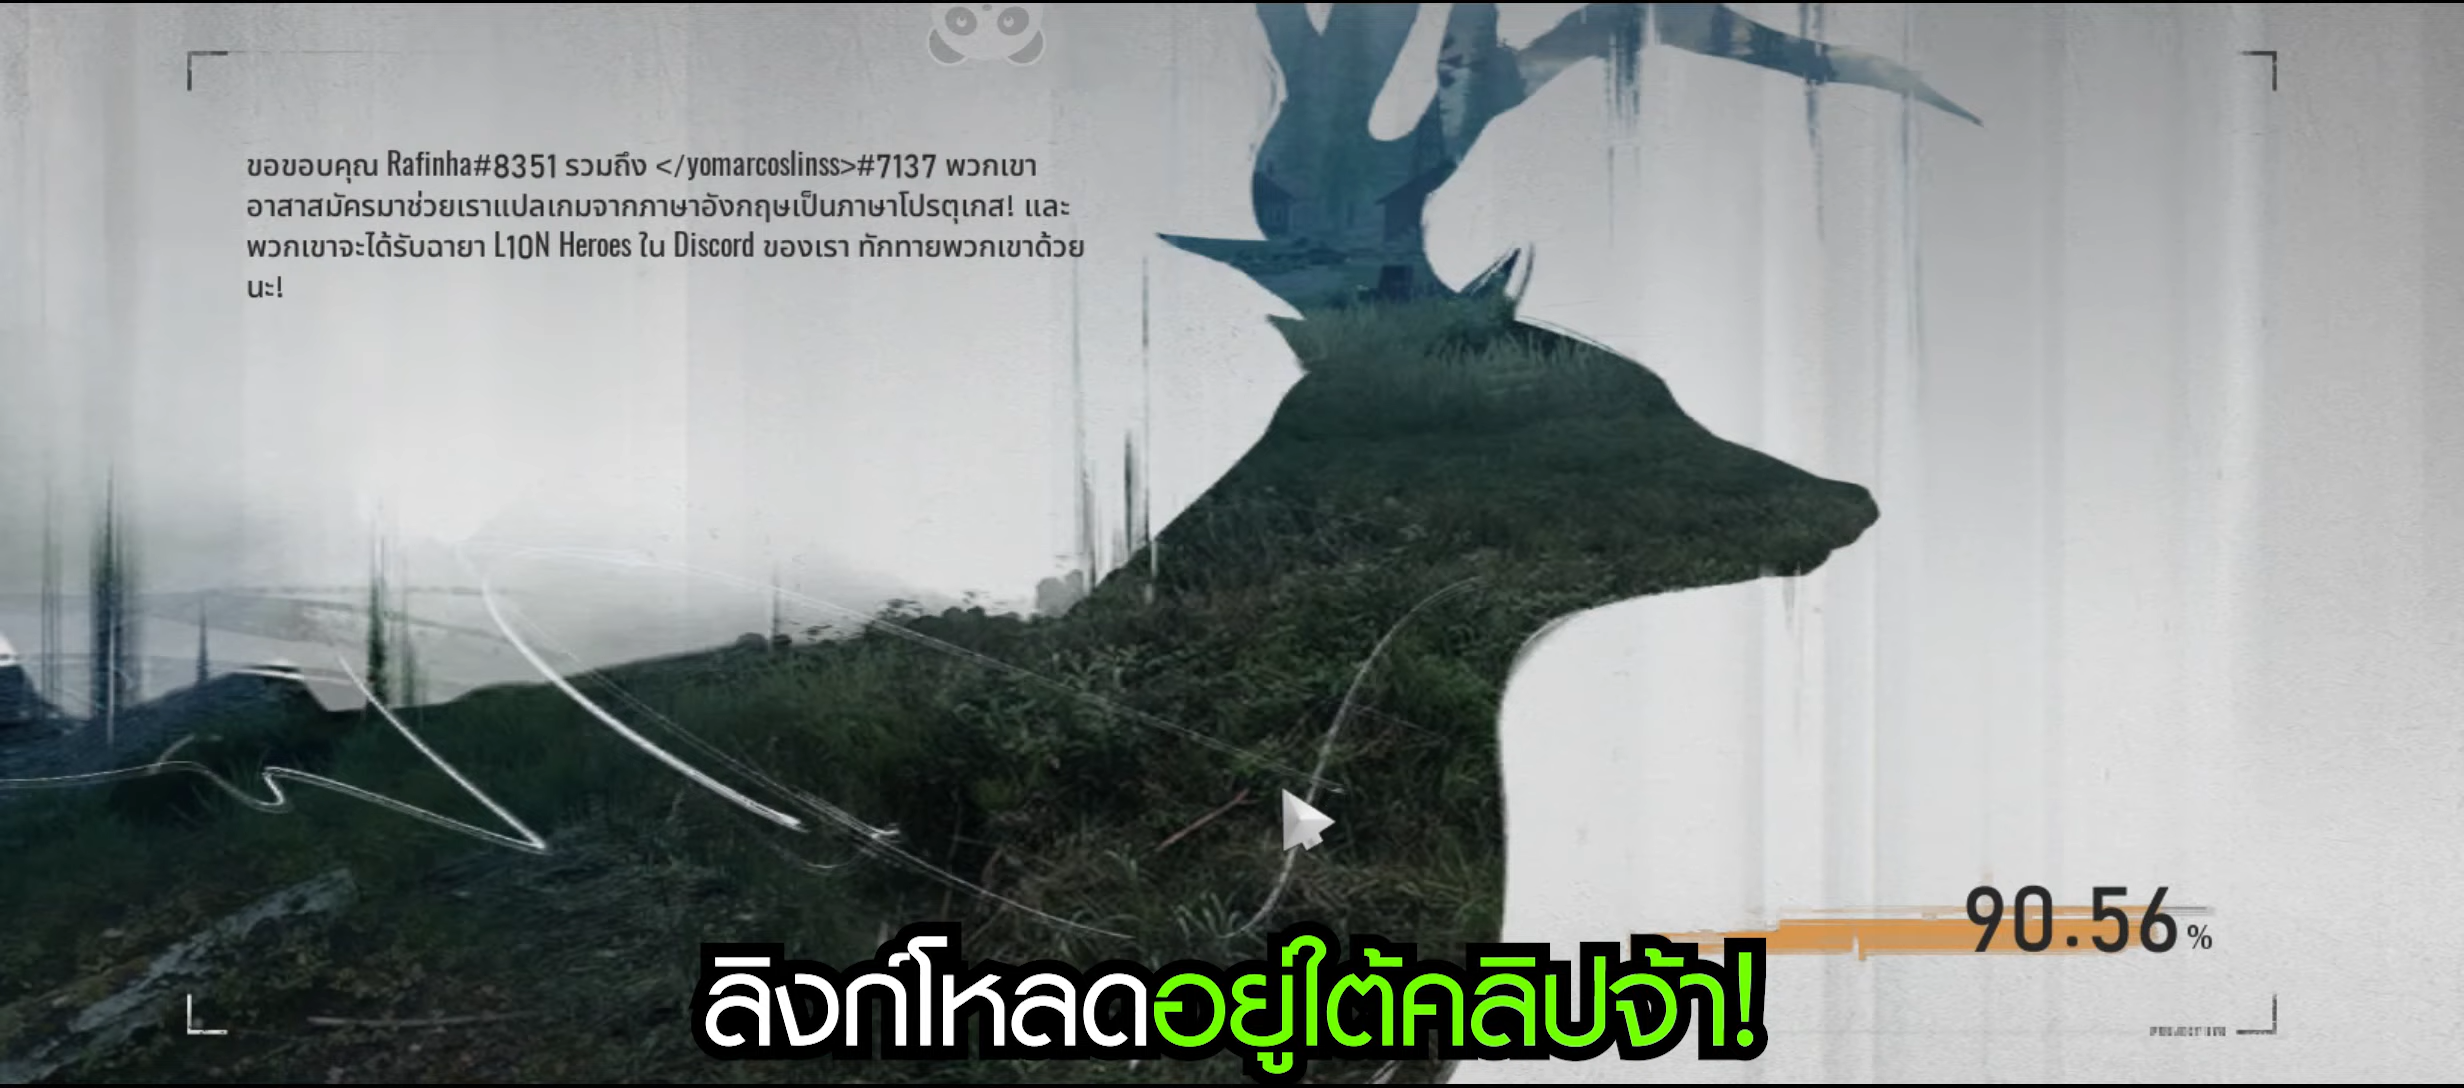 ขอขอบคุณ Rafinha#8351 รวมถึง </yomarcoslinss>#7137 พวกเขา
อาสาสมัครมาช่วยเราแปลเกมจากภาษาอังกฤษเป็นภาษาโปรตุเกส! และ
พวกเขาจะได้รับฉายา L10N Heroes ใน Discord ของเรา ทักทายพวกเขาด้วย
นะ!
90.56%
ลิงก์โหลดอยู่ใต้คลิปจ้า!